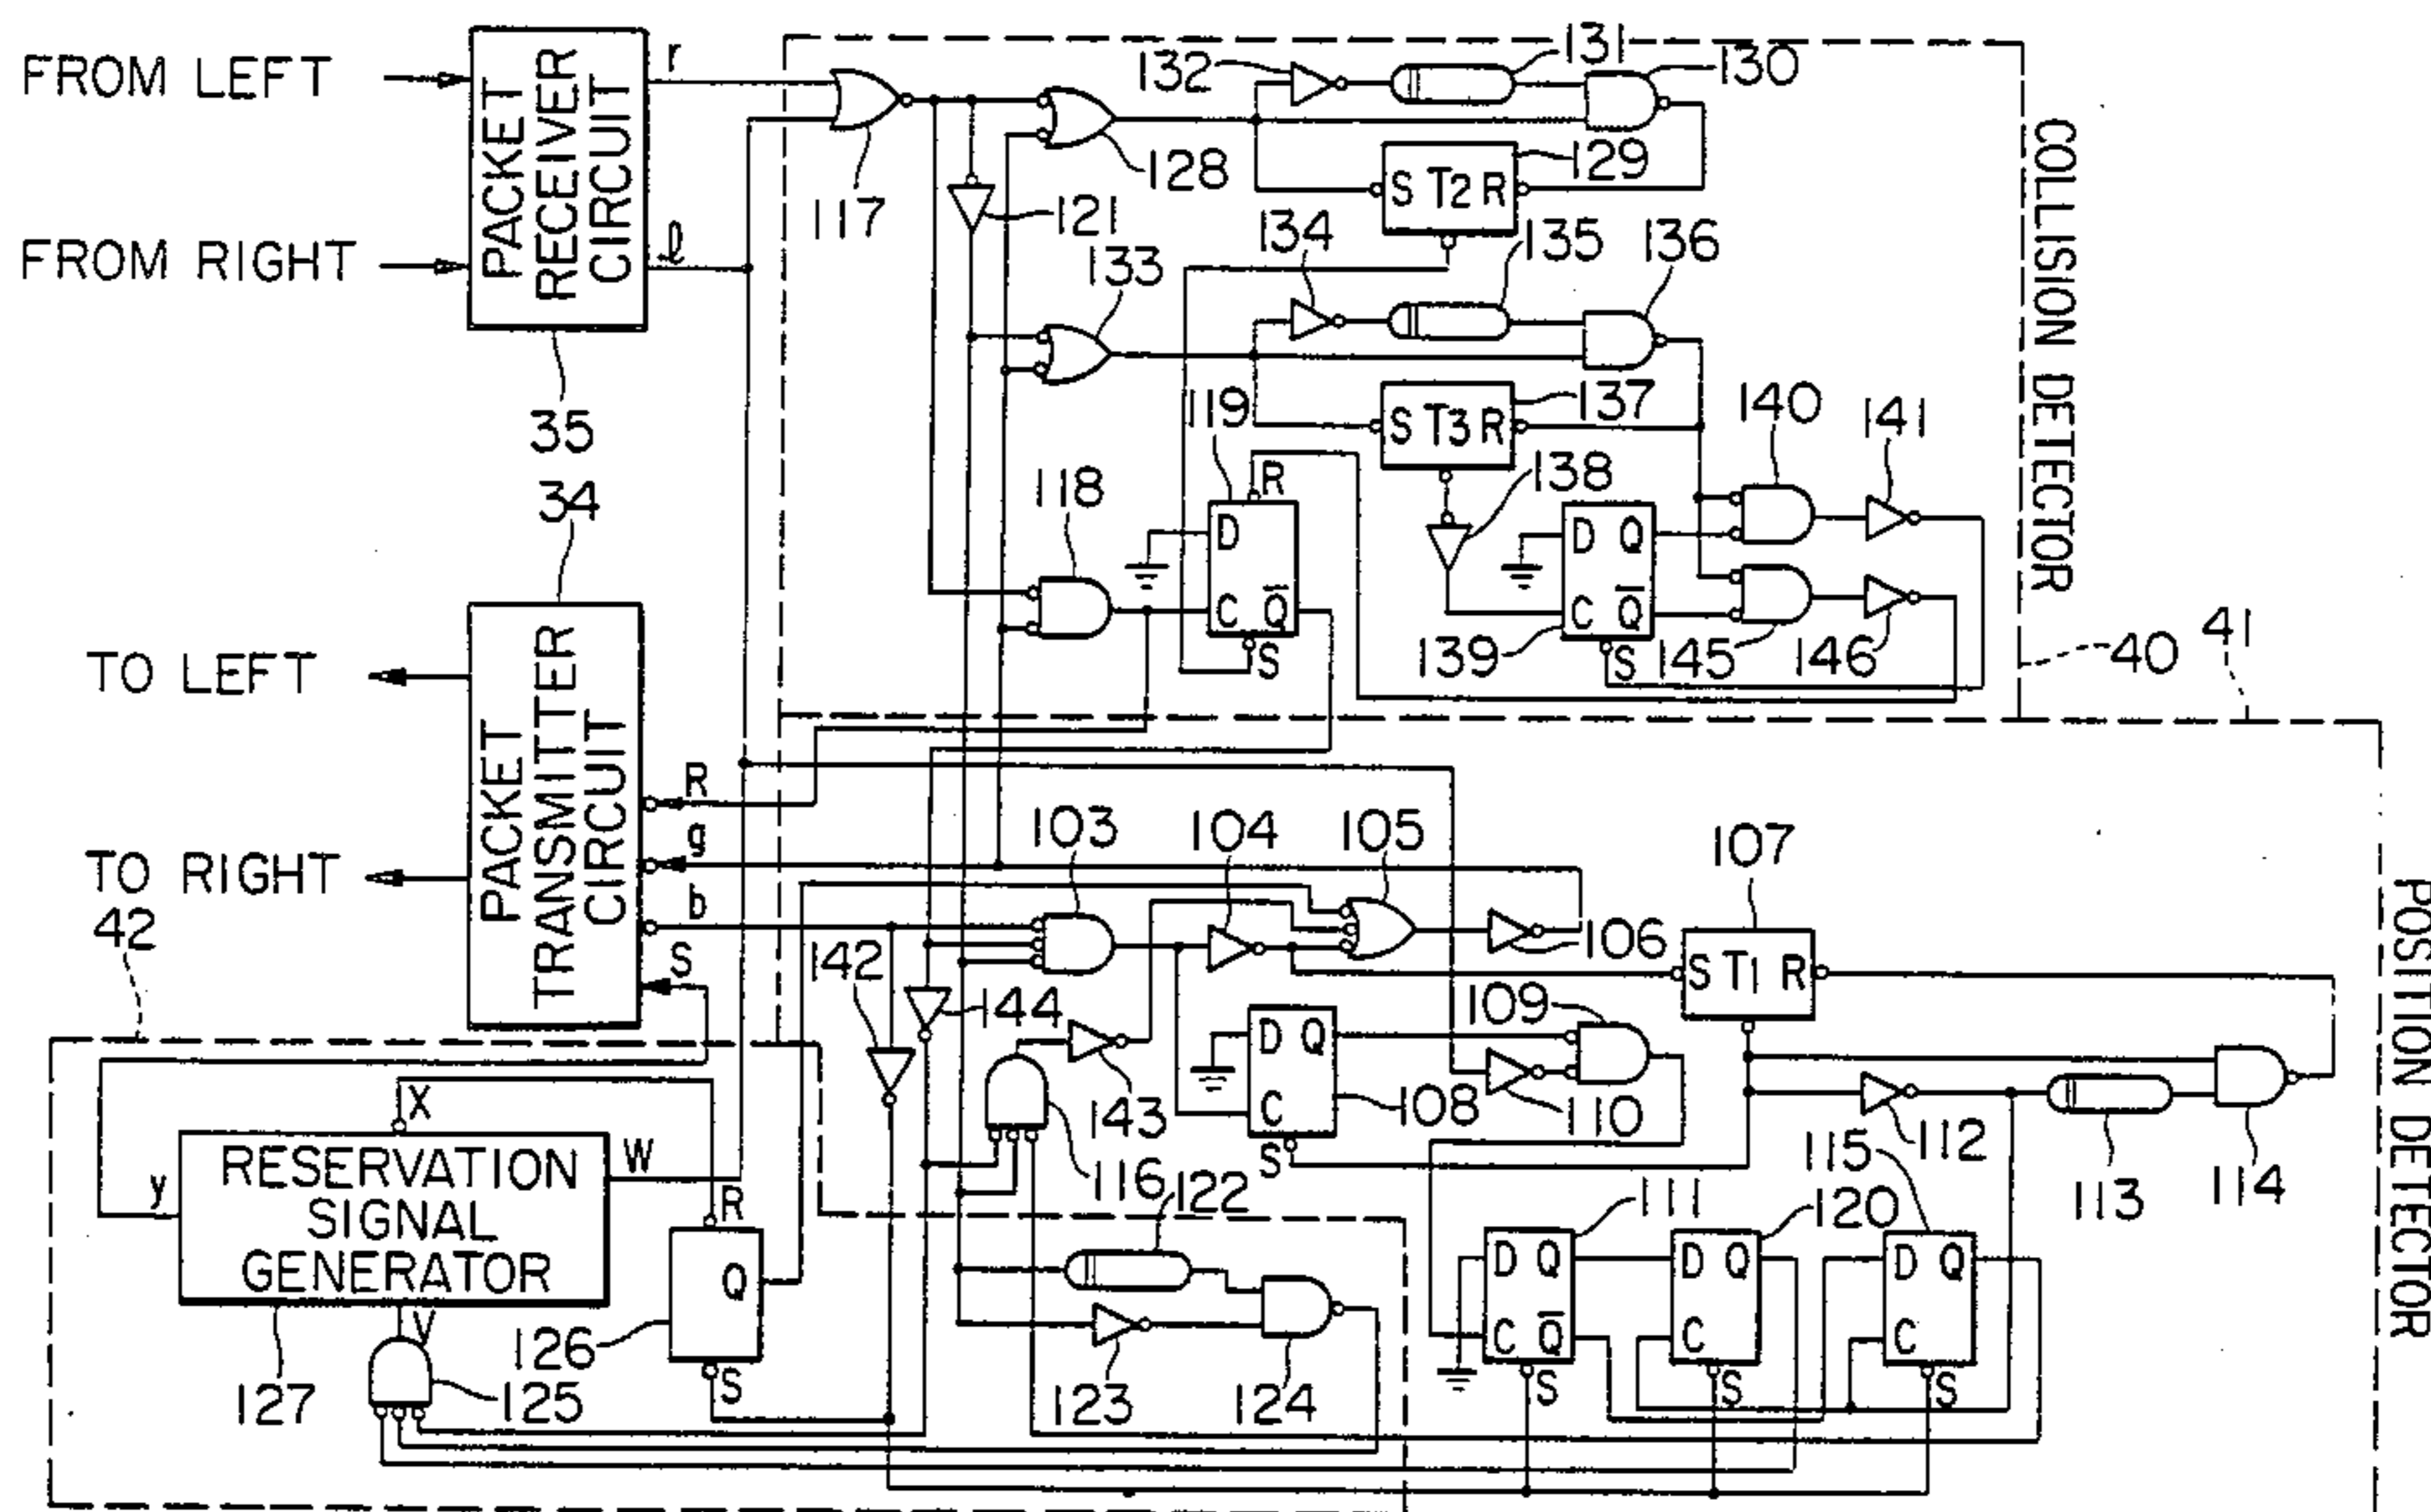 FROM LEFT
FROM RIGHT
PACKET
RECEIVER
CIRCUIT
r
l
35
34
117
121
128
132
131
130
S T2 R
129
133
134
135
136
S T3 R
137
138
119
R
D
C Q̅
S
118
D Q
C Q̅
S
139
140
141
145
146
COLLISION DETECTOR
40
41
TO LEFT
TO RIGHT
PACKET
TRANSMITTER
CIRCUIT
R
g
b
S
42
103
104
105
106
107
S T1 R
142
144
143
116
D Q
C
S
108
109
110
112
113
114
115
POSITION DETECTOR
X
y
W
V
RESERVATION
SIGNAL
GENERATOR
127
125
126
R
Q
S
122
123
124
111
D Q
C Q̅
S
120
D Q
C
S
D Q
C
S